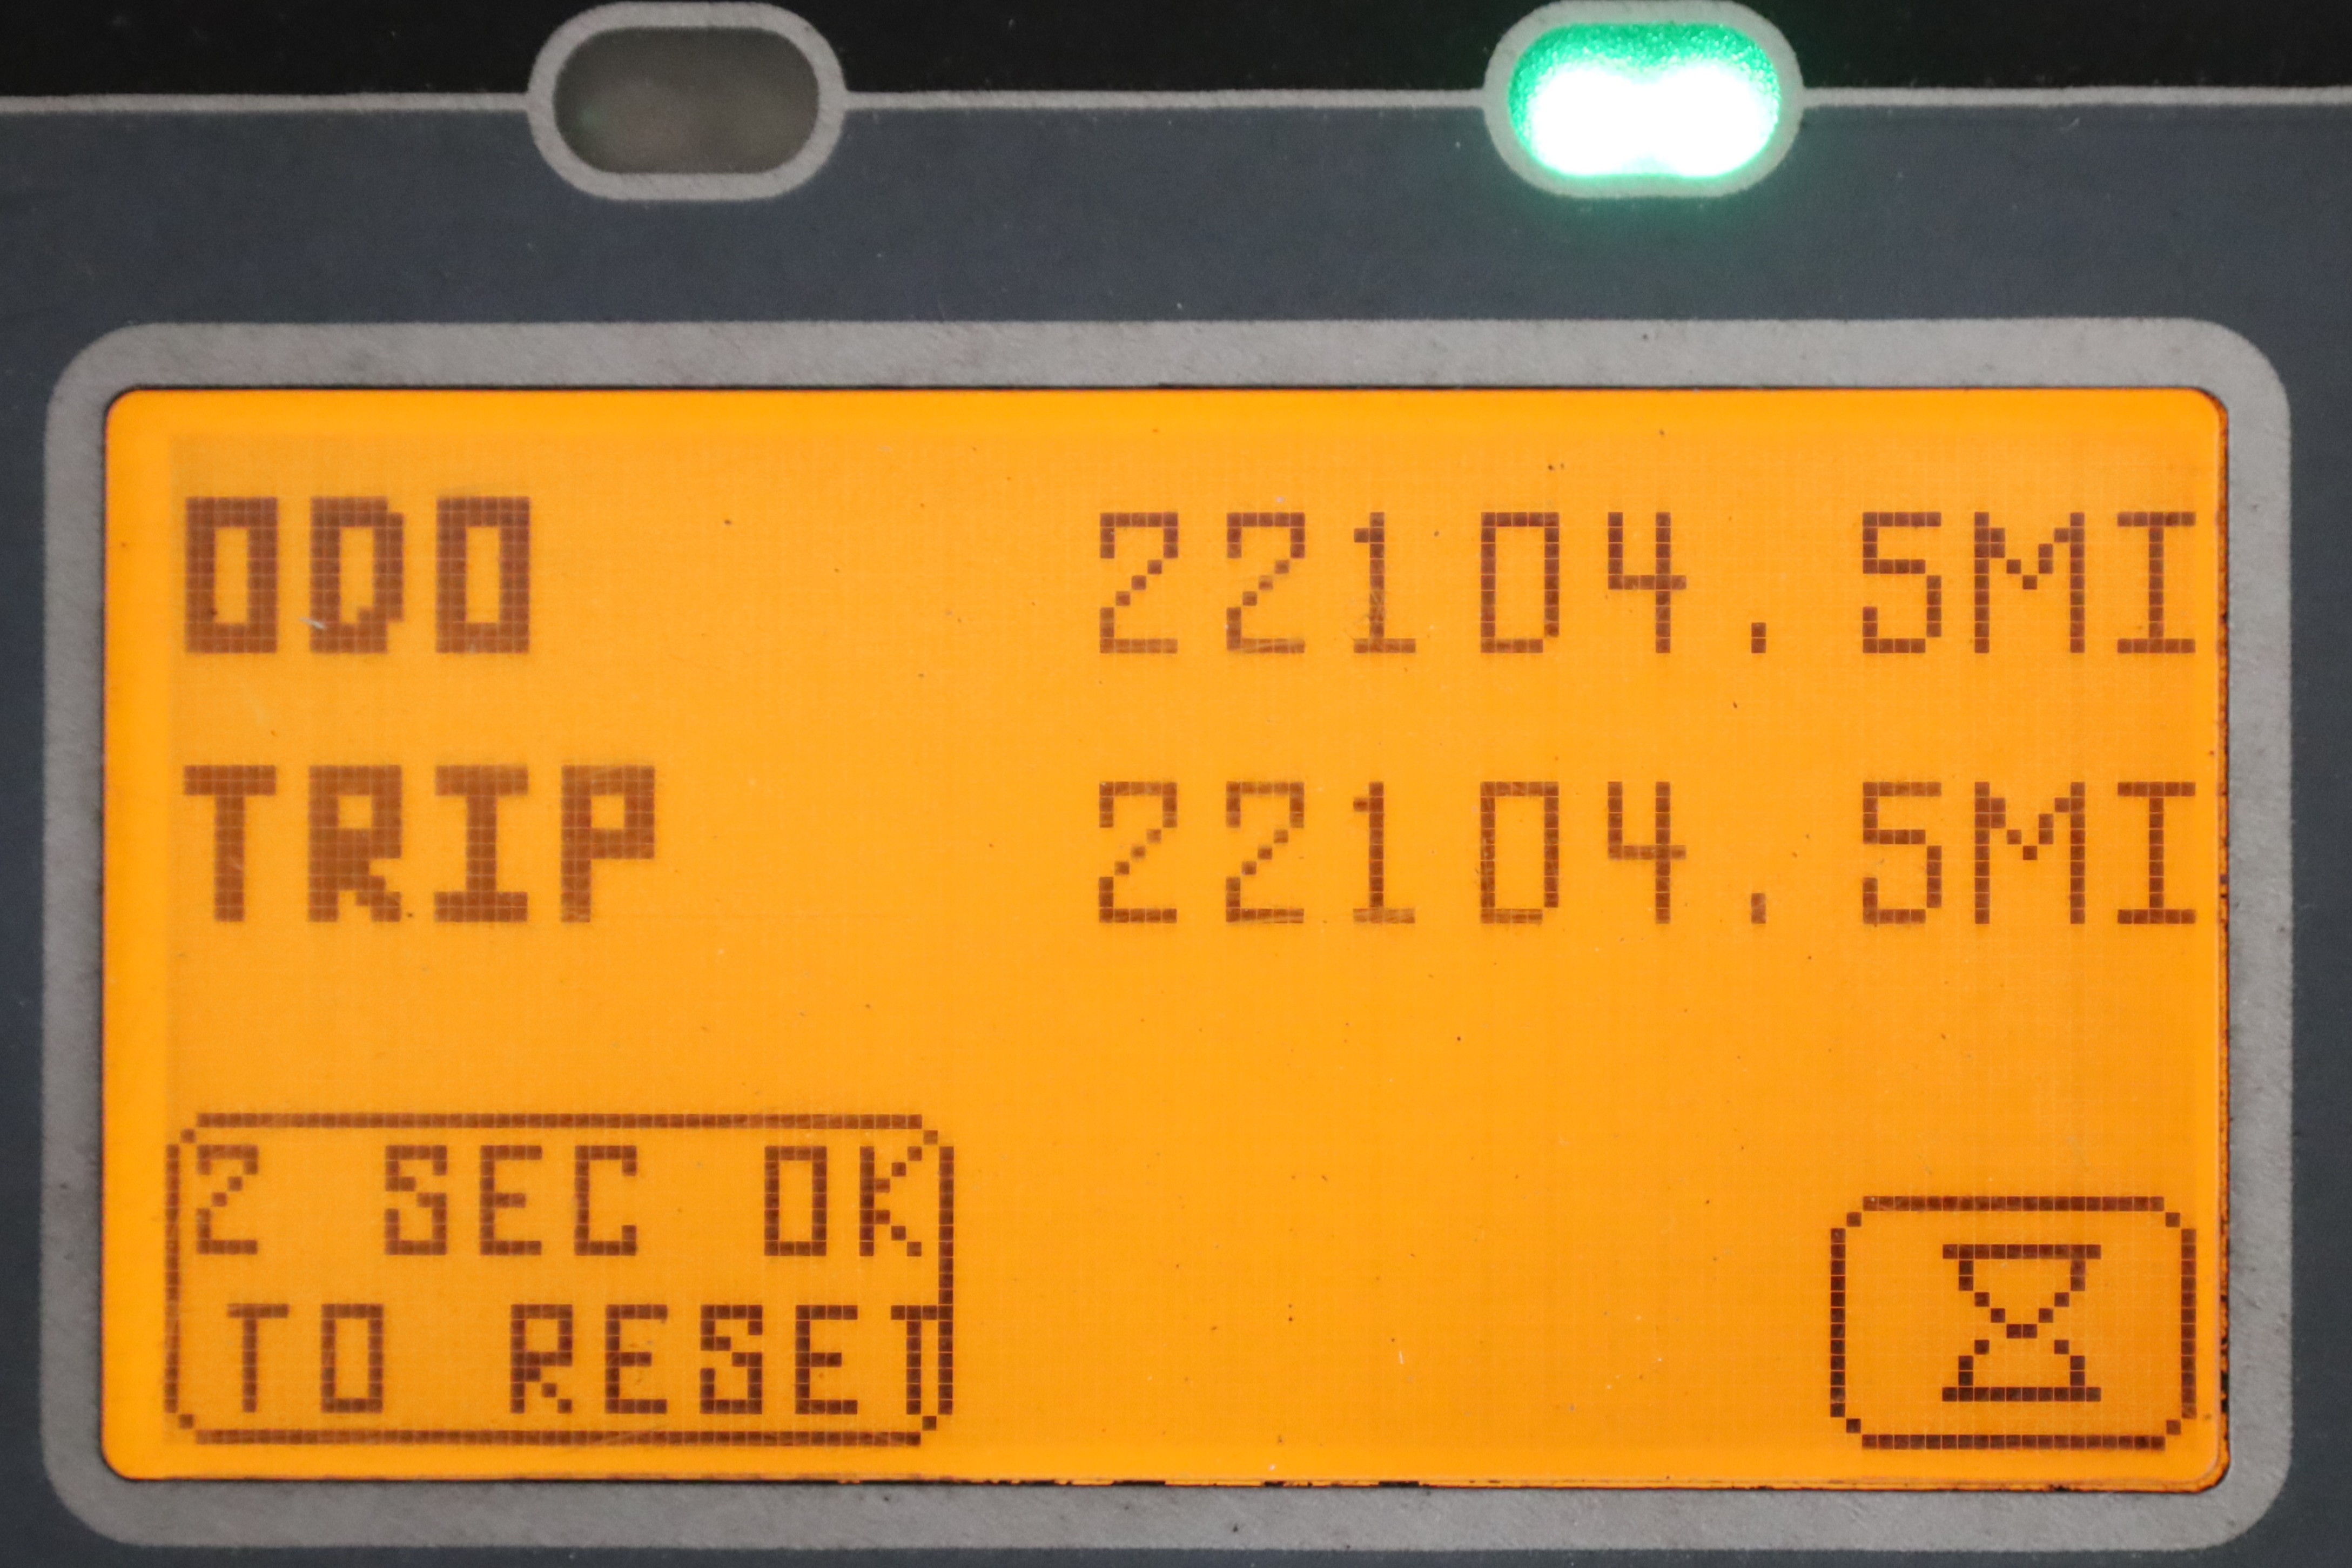 ODO 22104.5MI
TRIP 22104.5MI
2 SEC OK
TO RESET